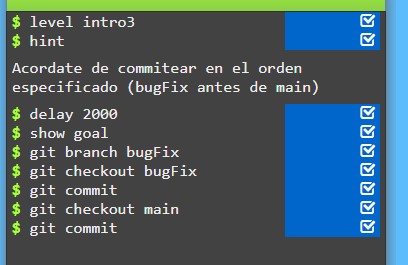 $ level intro3
$ hint
Acordate de commitear en el orden
especificado (bugFix antes de main)
$ delay 2000
$ show goal
$ git branch bugFix
$ git checkout bugFix
$ git commit
$ git checkout main
$ git commit